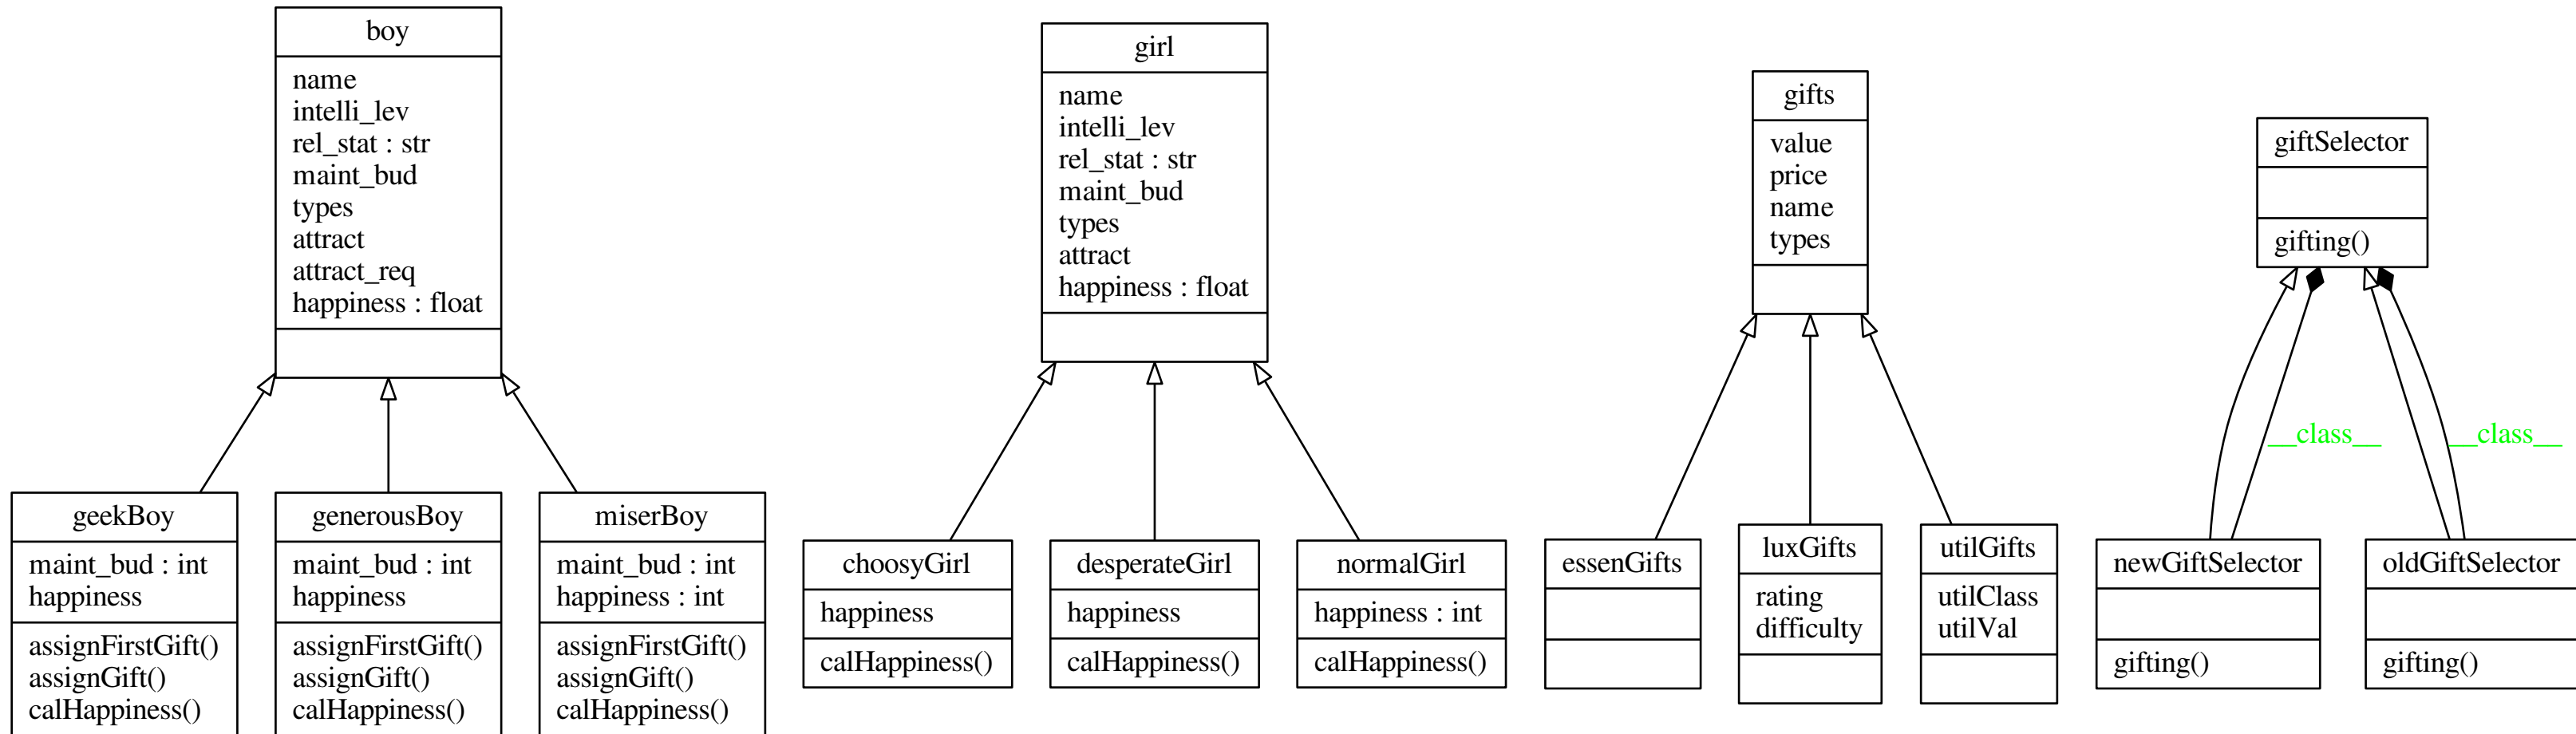 boy
name
intelli_lev
rel_stat : str
maint_bud
types
attract
attract_req
happiness : float
girl
name
intelli_lev
rel_stat : str
maint_bud
types
attract
happiness : float
gifts
value
price
name
types
giftSelector
gifting()
__class__
__class__
geekBoy
maint_bud : int
happiness
assignFirstGift()
assignGift()
calHappiness()
generousBoy
maint_bud : int
happiness
assignFirstGift()
assignGift()
calHappiness()
miserBoy
maint_bud : int
happiness : int
assignFirstGift()
assignGift()
calHappiness()
choosyGirl
happiness
calHappiness()
desperateGirl
happiness
calHappiness()
normalGirl
happiness : int
calHappiness()
essenGifts
luxGifts
rating
difficulty
utilGifts
utilClass
utilVal
newGiftSelector
gifting()
oldGiftSelector
gifting()